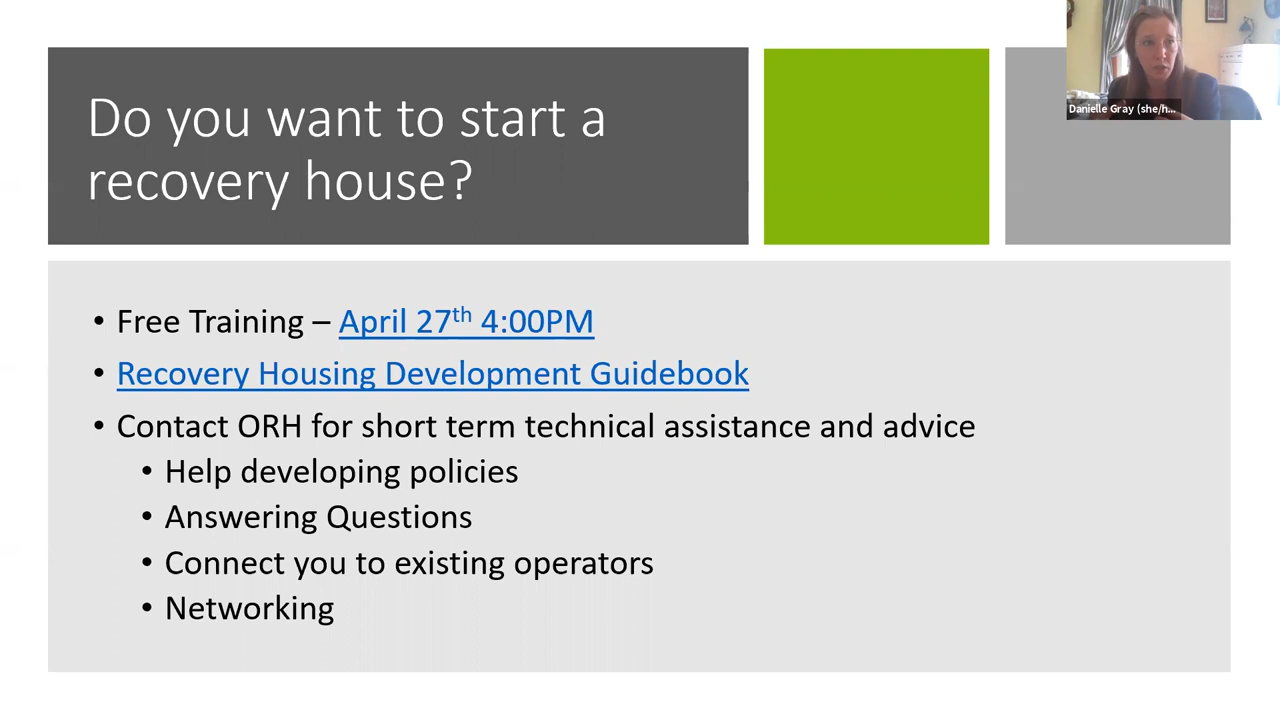 Do you want to start a
recovery house?
Danielle Gray (she/h...
• Free Training – April 27th 4:00PM
• Recovery Housing Development Guidebook
• Contact ORH for short term technical assistance and advice
• Help developing policies
• Answering Questions
• Connect you to existing operators
• Networking